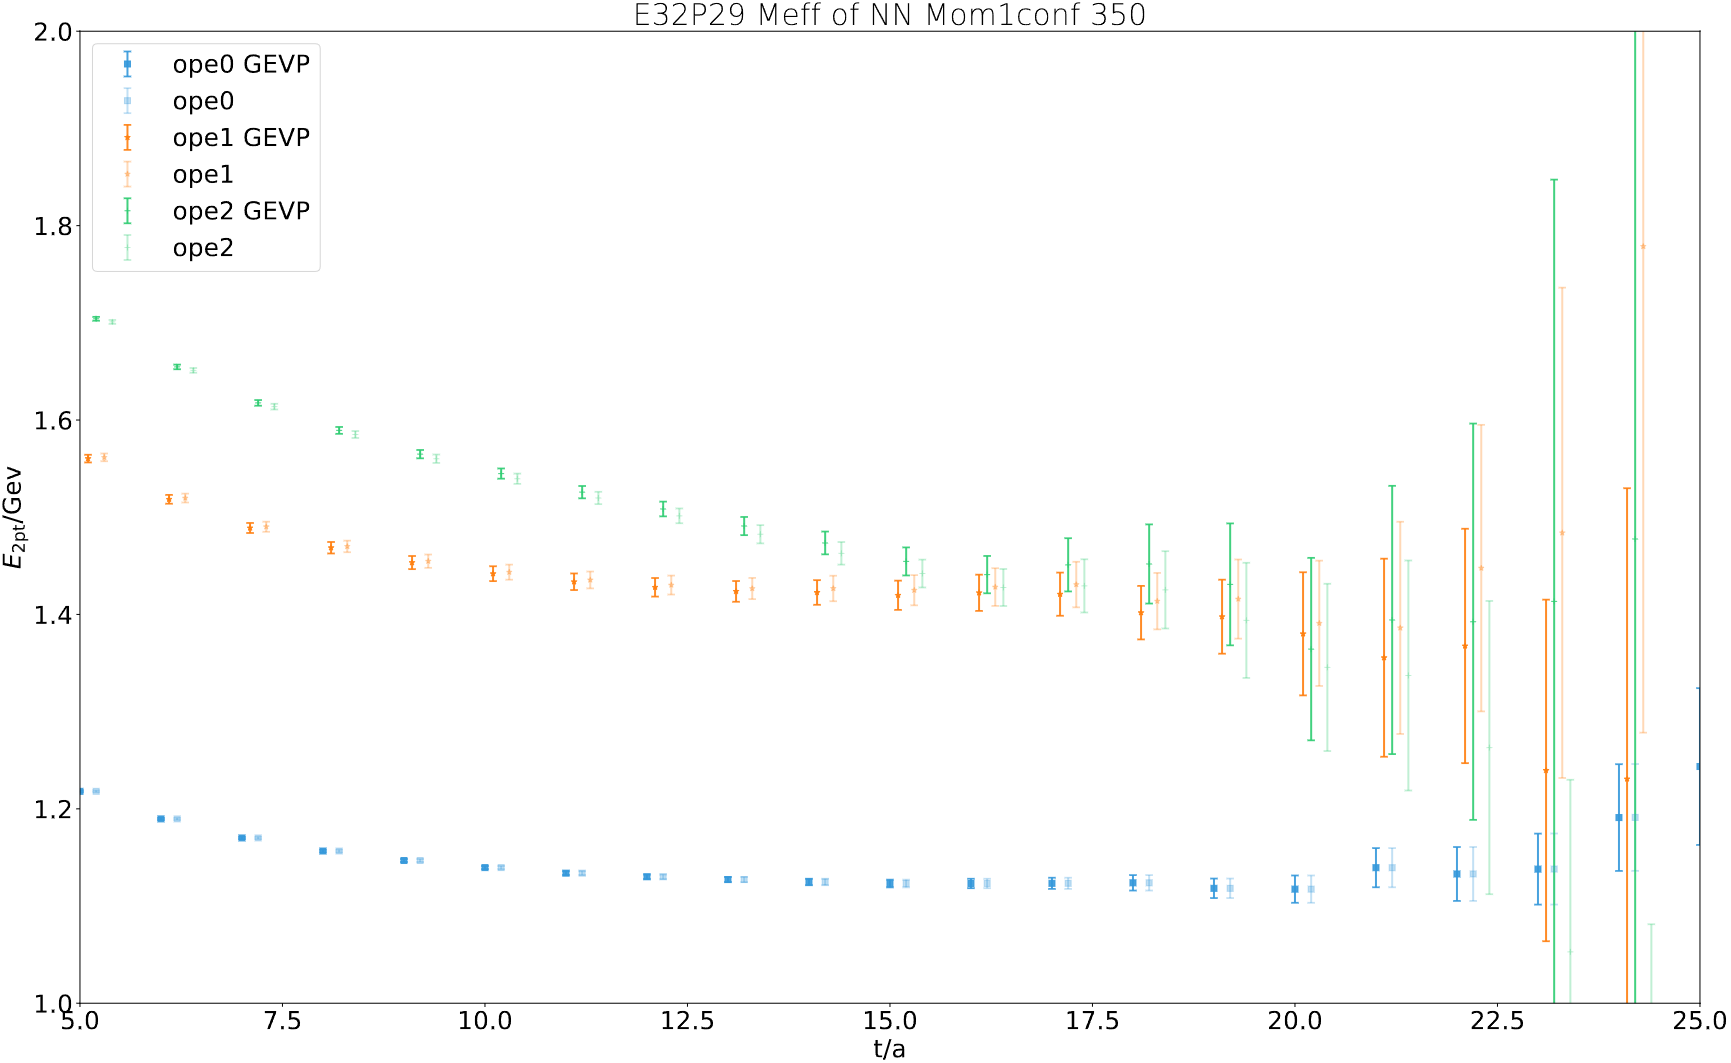 E32P29 Meff of NN Mom1conf 350
2.0
1.8
1.6
1.4
1.2
1.0
E2pt/Gev
ope0 GEVP
ope0
ope1 GEVP
ope1
ope2 GEVP
ope2
5.0 7.5 10.0 12.5 15.0 17.5 20.0 22.5 25.0
t/a